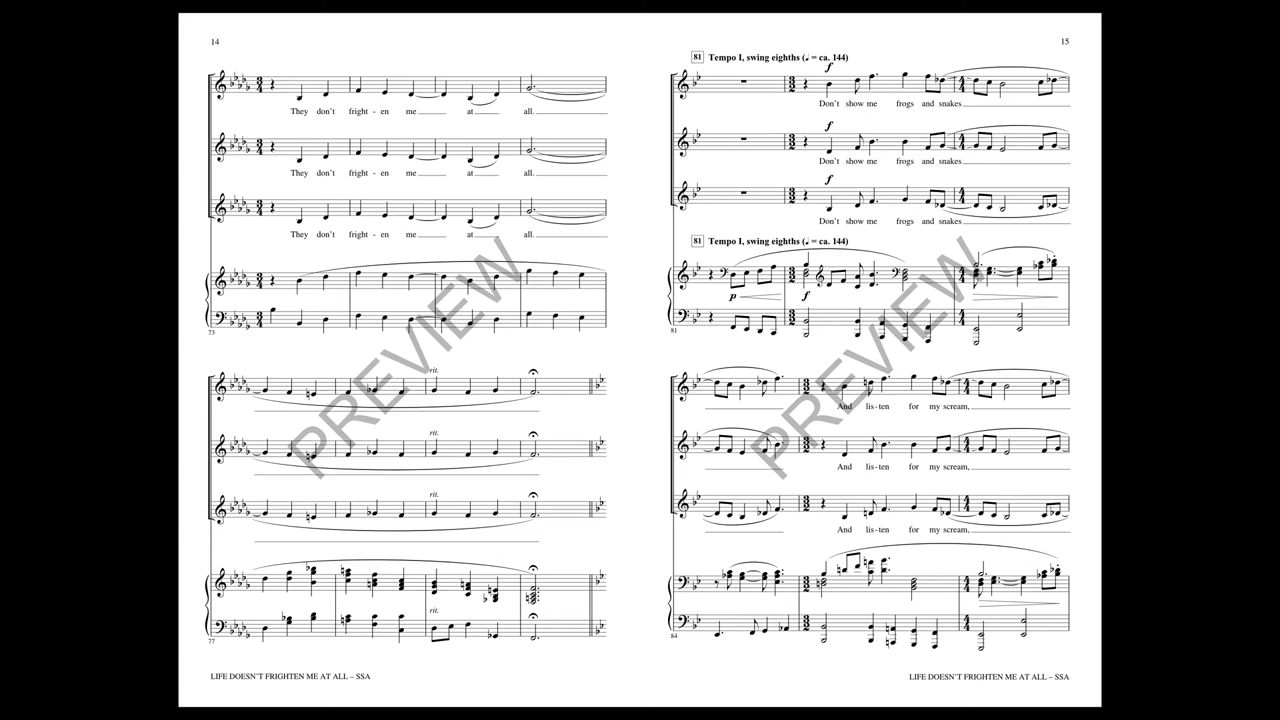 14
They don't fright - en me at all.
They don't fright - en me at all.
They don't fright - en me at all.
73
rit.
rit.
rit.
rit.
77
LIFE DOESN'T FRIGHTEN ME AT ALL – SSA
15
81 Tempo I, swing eighths (♩ = ca. 144)
f
Don't show me frogs and snakes
f
Don't show me frogs and snakes
f
Don't show me frogs and snakes
81 Tempo I, swing eighths (♩ = ca. 144)
p f
81
And lis - ten for my scream,
And lis - ten for my scream,
And lis - ten for my scream,
84
LIFE DOESN'T FRIGHTEN ME AT ALL – SSA
PREVIEW
PREVIEW